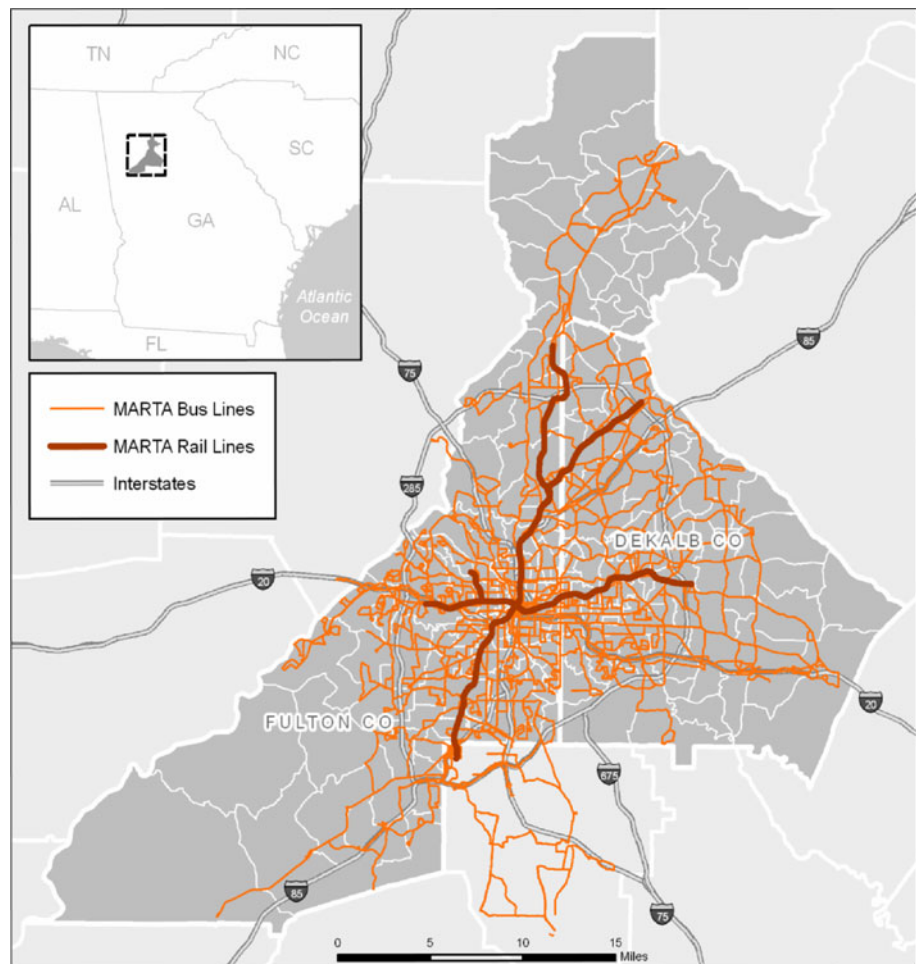 TN
NC
SC
AL
GA
Atlantic
Ocean
FL
MARTA Bus Lines
MARTA Rail Lines
Interstates
75
85
285
20
DEKALB CO
FULTON CO
20
675
85
75
0 5 10 15
Miles